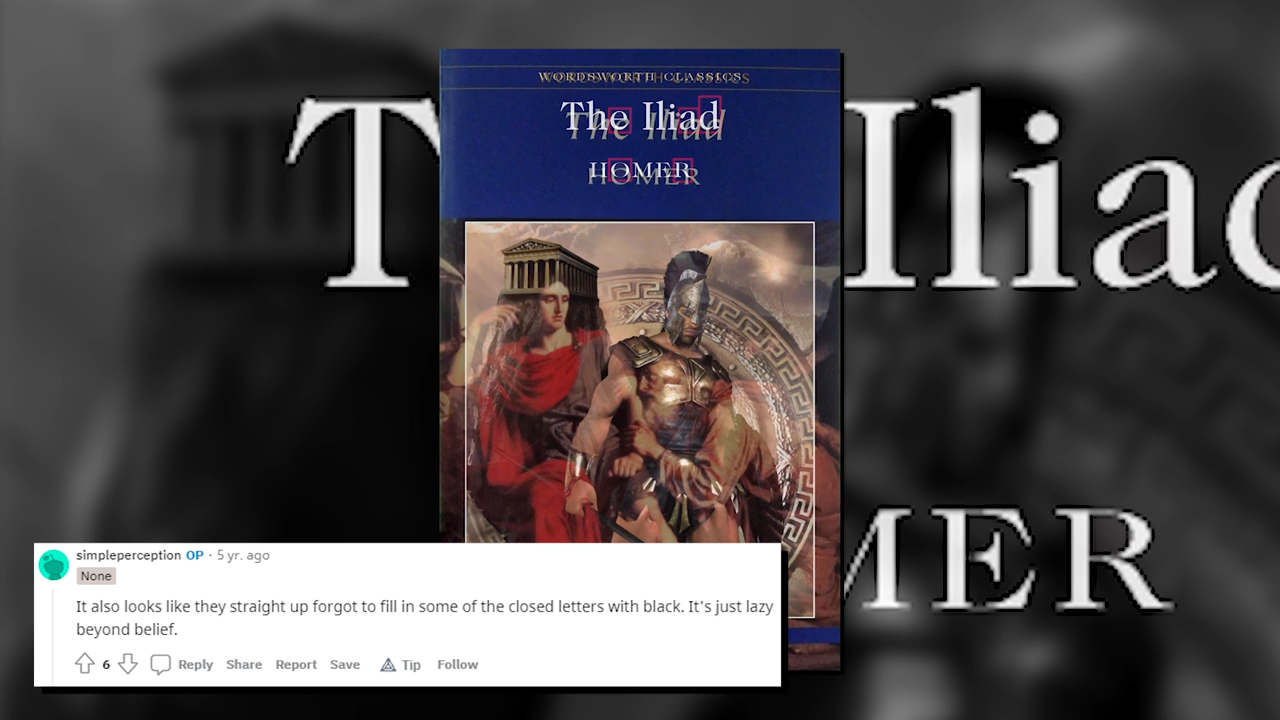 WORDSWORTH CLASSICS
The Iliad
HOMER
T Iliad
MER
simpleperception OP · 5 yr. ago
None
It also looks like they straight up forgot to fill in some of the closed letters with black. It's just lazy
beyond belief.
6 Reply Share Report Save Tip Follow